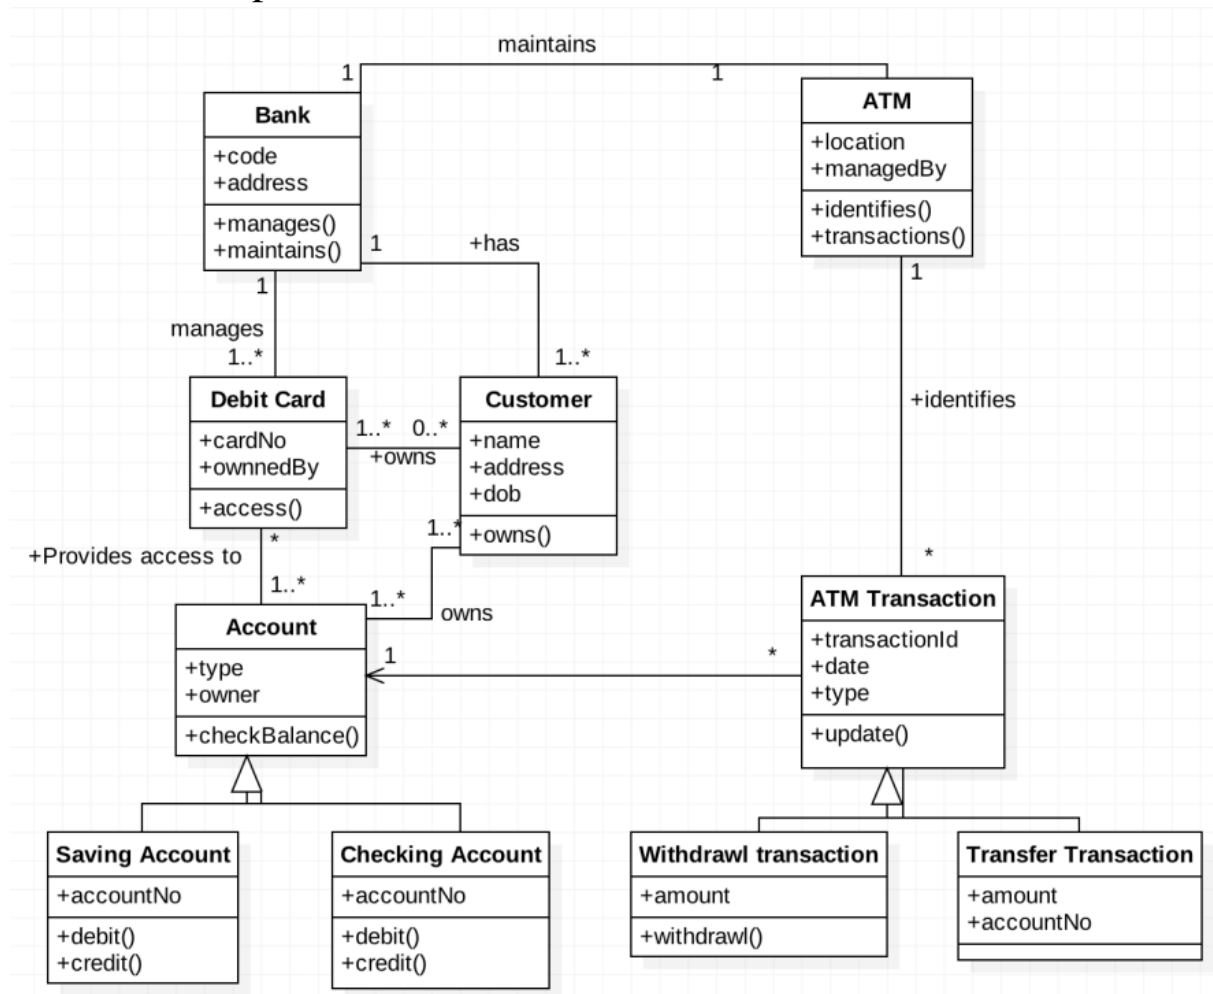 maintains
1
1
Bank
+code
+address
+manages()
+maintains()
ATM
+location
+managedBy
+identifies()
+transactions()
1
+has
1
1
manages
1..*
1..*
Debit Card
+cardNo
+ownnedBy
+access()
1..*
0..*
+owns
Customer
+name
+address
+dob
+owns()
+identifies
*
+Provides access to
*
1..*
1..*
1..*
owns
Account
+type
+owner
+checkBalance()
1
*
ATM Transaction
+transactionId
+date
+type
+update()
Saving Account
+accountNo
+debit()
+credit()
Checking Account
+accountNo
+debit()
+credit()
Withdrawl transaction
+amount
+withdrawl()
Transfer Transaction
+amount
+accountNo